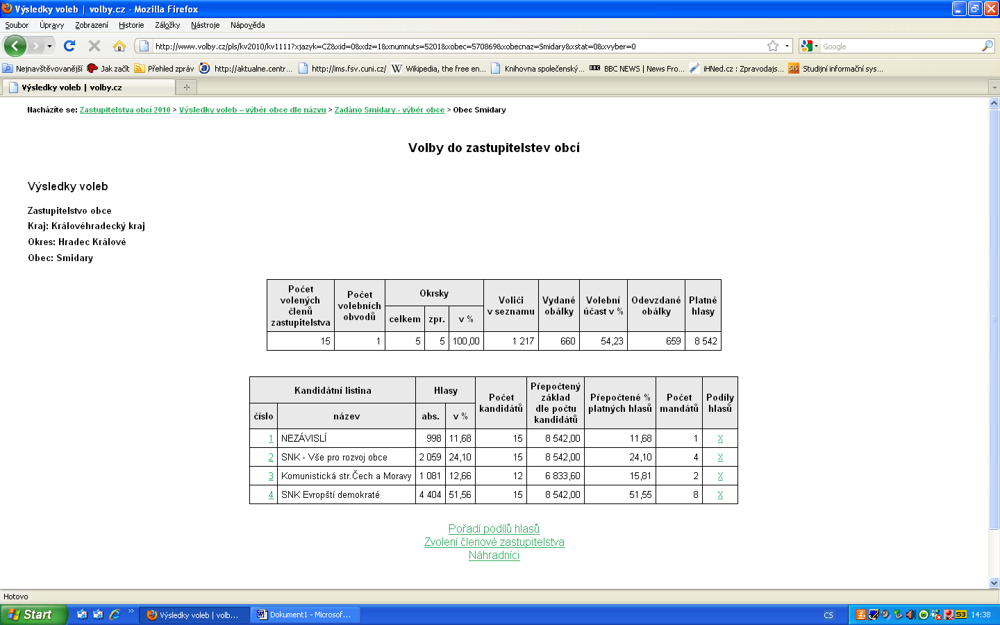 Výsledky voleb | volby.cz - Mozilla Firefox
Soubor Úpravy Zobrazení Historie Záložky Nástroje Nápověda
http://www.volby.cz/pls/kv2010/kv1111?xjazyk=CZ&xid=0&xdz=1&xnumnuts=5201&xobec=570869&xobecnaz=Smidary&xstat=0&xvyber=0 Google
Nejnavštěvovanější Jak začít Přehled zpráv http://aktualne.centr... http://ims.fsv.cuni.cz/ Wikipedia, the free en... Knihovna společenský... BBC NEWS | News Fro... iHNed.cz : Zpravodajs... SIS Studijní informační sys...
Výsledky voleb | volby.cz
Nacházíte se: Zastupitelstva obcí 2010 > Výsledky voleb – výběr obce dle názvu > Zadáno Smidary - výběr obce > Obec Smidary
Volby do zastupitelstev obcí
Výsledky voleb
Zastupitelstvo obce
Kraj: Královéhradecký kraj
Okres: Hradec Králové
Obec: Smidary
Počet volených členů zastupitelstva Počet volebních obvodů Okrsky Voliči v seznamu Vydané obálky Volební účast v % Odevzdané obálky Platné hlasy
celkem zpr. v %
15 1 5 5 100,00 1 217 660 54,23 659 8 542
Kandidátní listina Hlasy Počet kandidátů Přepočtený základ dle počtu kandidátů Přepočtené % platných hlasů Počet mandátů Podíly hlasů
číslo název abs. v %
1 NEZÁVISLÍ 998 11,68 15 8 542,00 11,68 1 X
2 SNK - Vše pro rozvoj obce 2 059 24,10 15 8 542,00 24,10 4 X
3 Komunistická str.Čech a Moravy 1 081 12,66 12 6 833,60 15,81 2 X
4 SNK Evropští demokraté 4 404 51,56 15 8 542,00 51,55 8 X
Pořadí podílů hlasů
Zvolení členové zastupitelstva
Náhradníci
Hotovo
Start Výsledky voleb | volb... Dokument1 - Microsof... CS 14:38